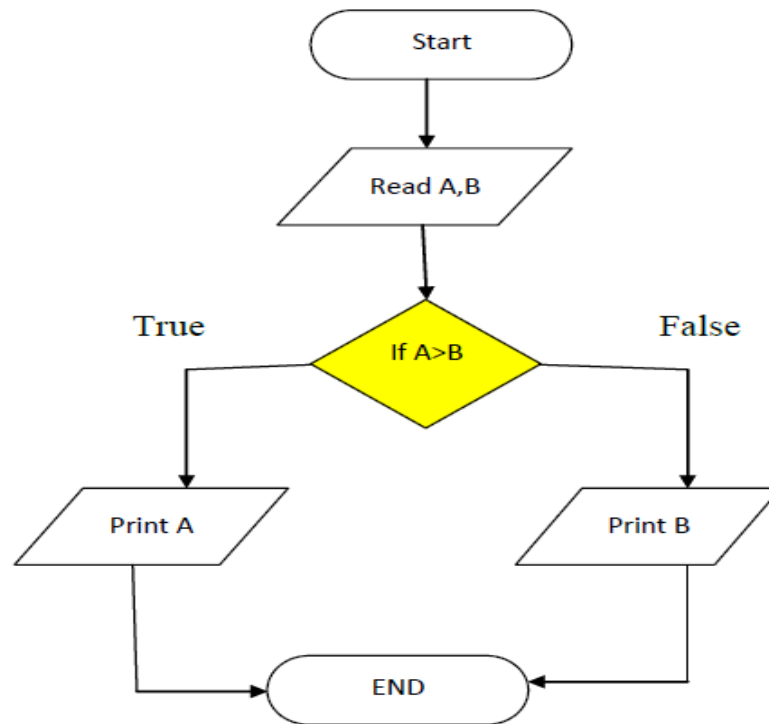 Start
Read A,B
True
False
If A>B
Print A
Print B
END